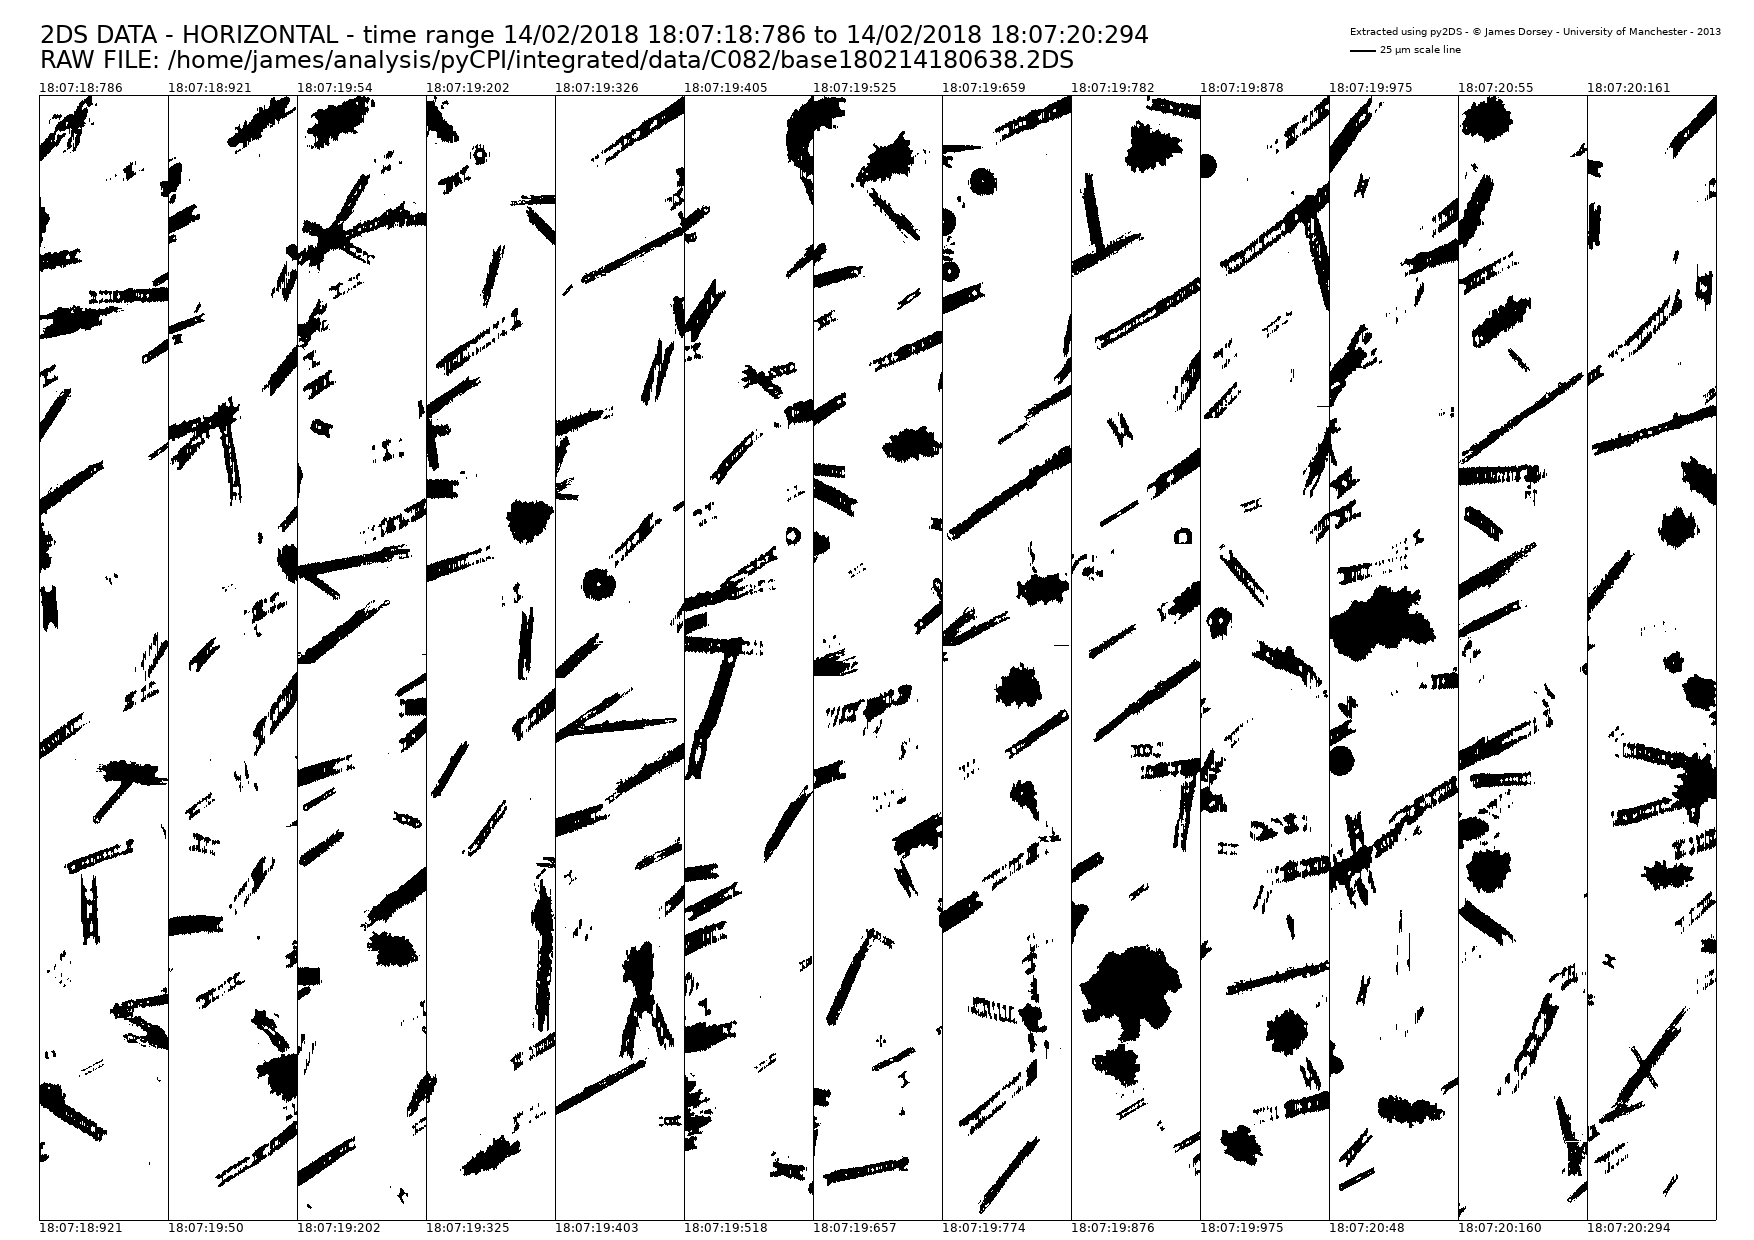 2DS DATA - HORIZONTAL - time range 14/02/2018 18:07:18:786 to 14/02/2018 18:07:20:294
RAW FILE: /home/james/analysis/pyCPI/integrated/data/C082/base180214180638.2DS
Extracted using py2DS - © James Dorsey - University of Manchester - 2013
25 µm scale line
18:07:18:786 18:07:18:921 18:07:19:54 18:07:19:202 18:07:19:326 18:07:19:405 18:07:19:525 18:07:19:659 18:07:19:782 18:07:19:878 18:07:19:975 18:07:20:55 18:07:20:161
18:07:18:921 18:07:19:50 18:07:19:202 18:07:19:325 18:07:19:403 18:07:19:518 18:07:19:657 18:07:19:774 18:07:19:876 18:07:19:975 18:07:20:48 18:07:20:160 18:07:20:294